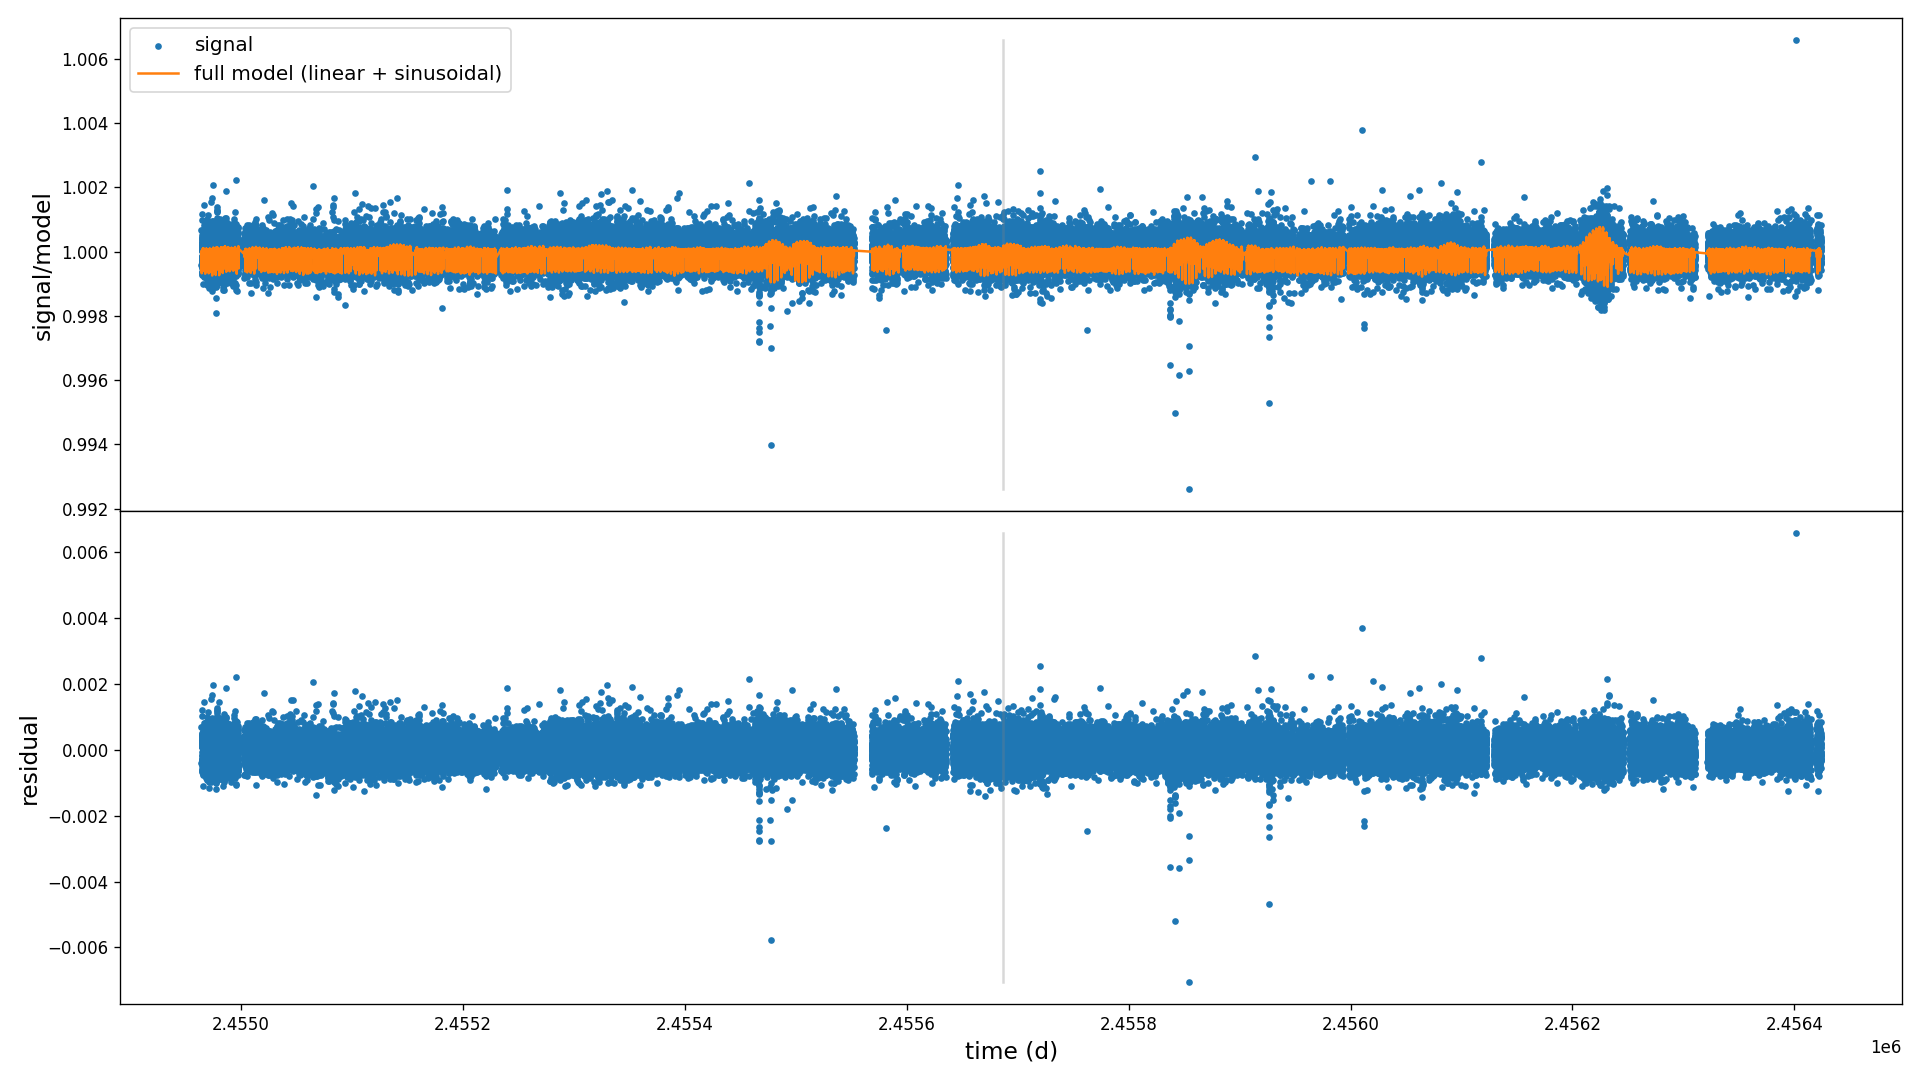 signal
full model (linear + sinusoidal)
signal/model
1.006
1.004
1.002
1.000
0.998
0.996
0.994
0.992
residual
0.006
0.004
0.002
0.000
−0.002
−0.004
−0.006
2.4550 2.4552 2.4554 2.4556 2.4558 2.4560 2.4562 2.4564
1e6
time (d)